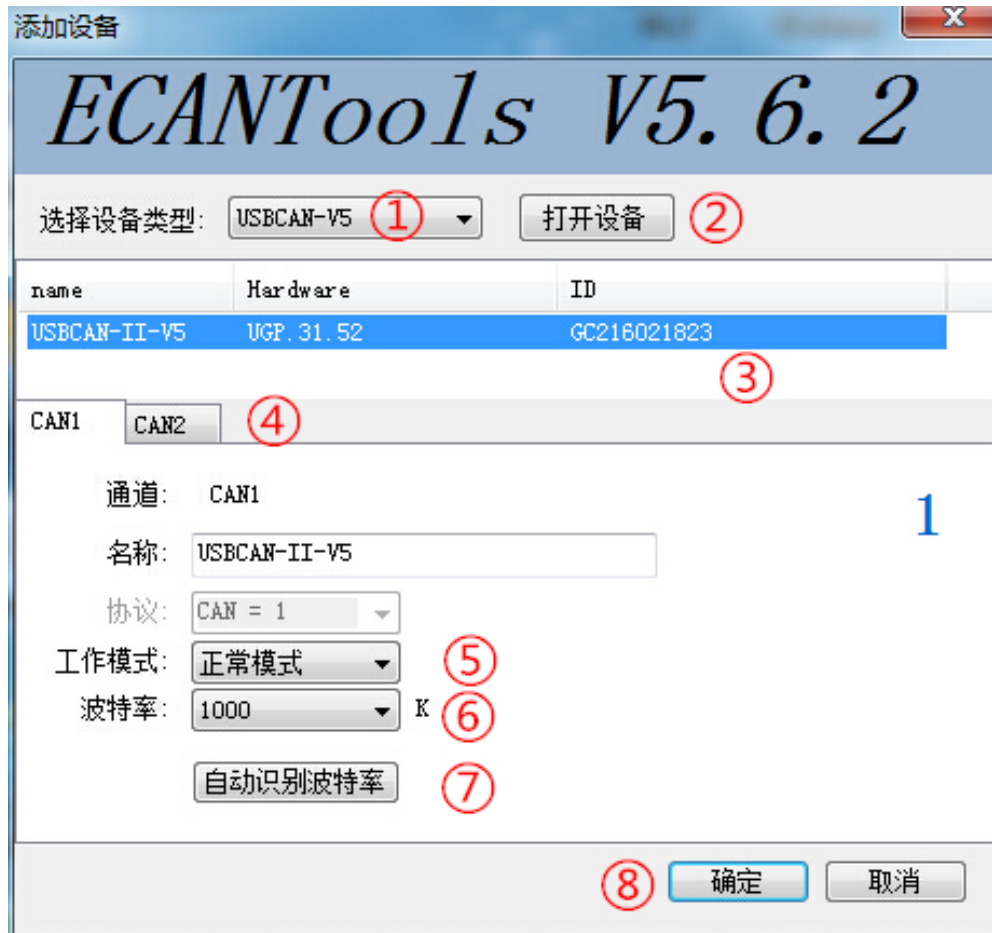 添加设备
ECANTools V5.6.2
选择设备类型: USBCAN-V5 ① 打开设备 ②
name Hardware ID
USBCAN-II-V5 UGP.31.52 GC216021823
③
CAN1 CAN2 ④
通道: CAN1
1
名称: USBCAN-II-V5
协议: CAN = 1
工作模式: 正常模式 ⑤
波特率: 1000 K ⑥
自动识别波特率 ⑦
⑧ 确定 取消